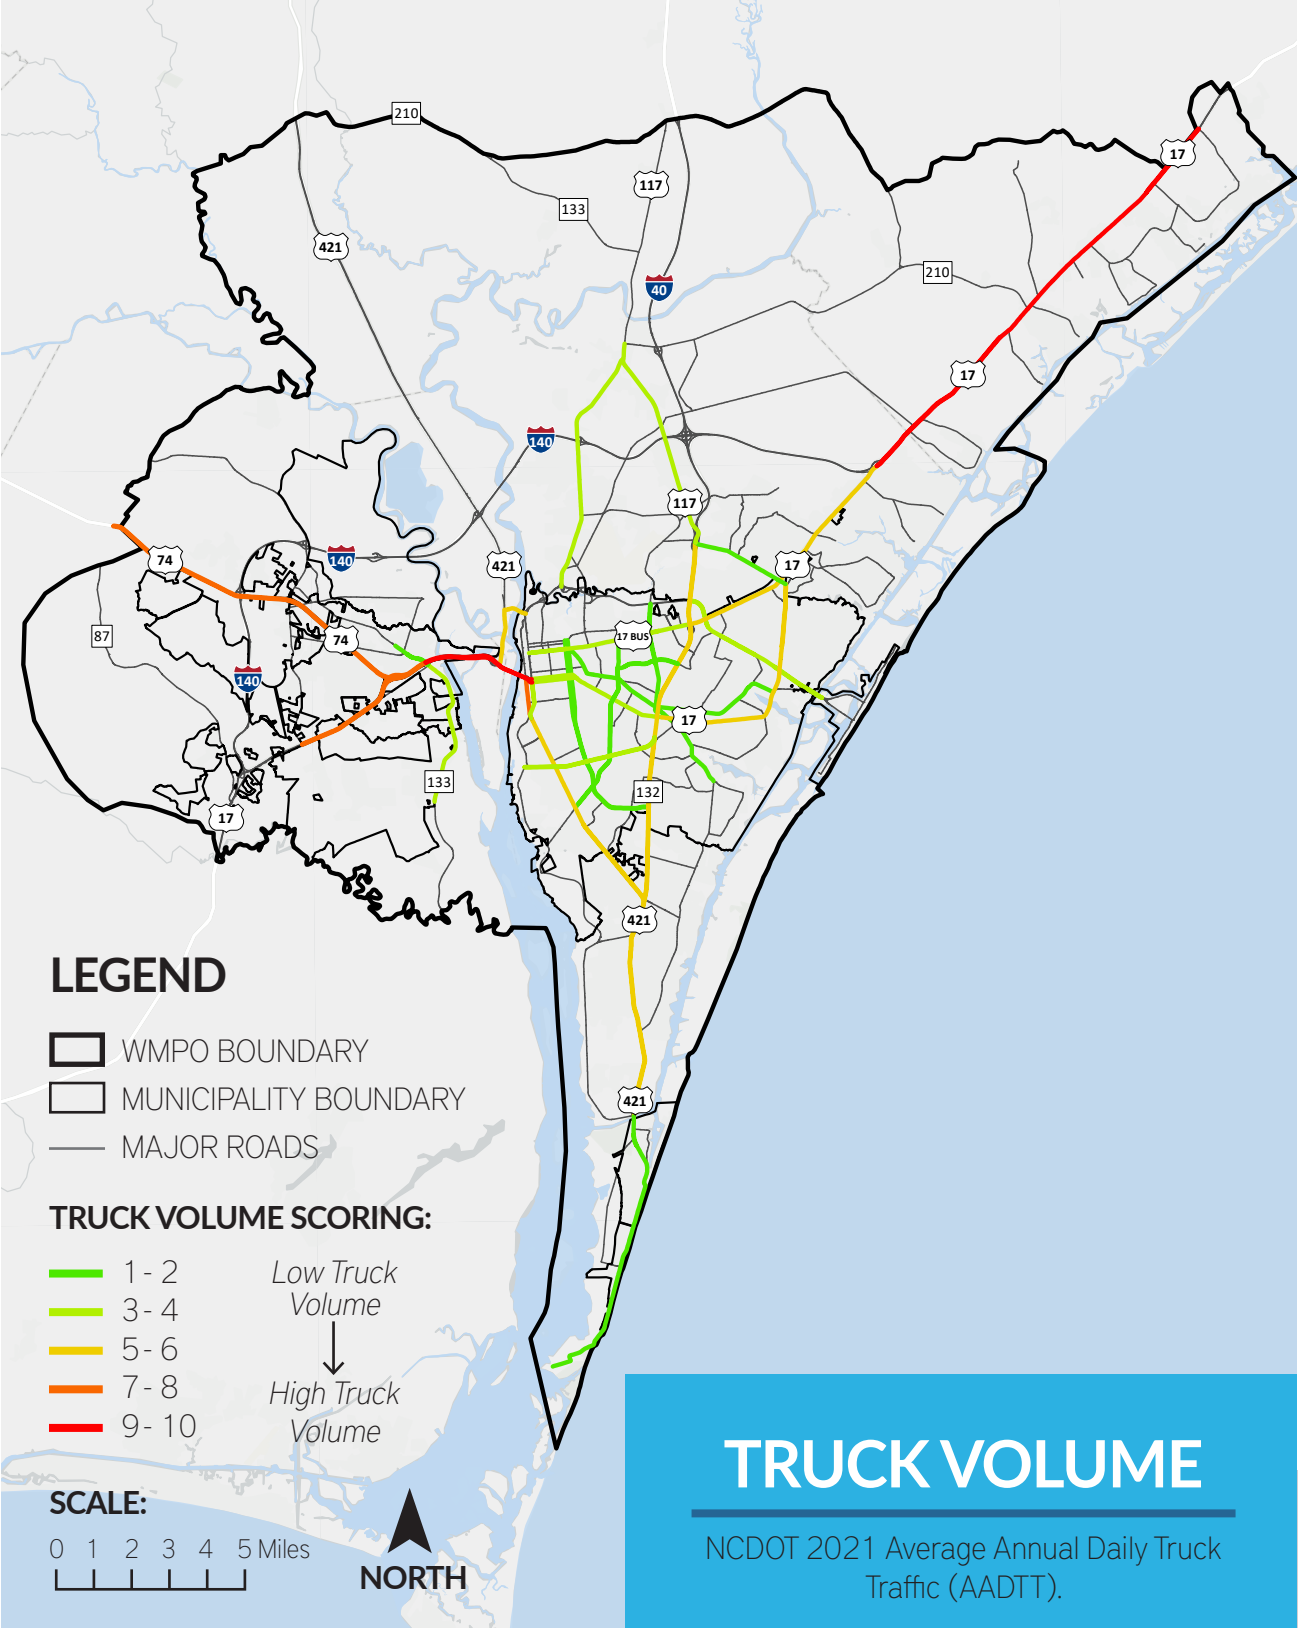 210
17
117
133
421
210
40
17
140
117
74
140
421
17
87
74
17 BUS
140
17
133
132
17
421
421
LEGEND
WMPO BOUNDARY
MUNICIPALITY BOUNDARY
MAJOR ROADS
TRUCK VOLUME SCORING:
1 - 2
3 - 4
5 - 6
7 - 8
9 - 10
Low Truck
Volume
High Truck
Volume
SCALE:
0 1 2 3 4 5 Miles
NORTH
TRUCK VOLUME
NCDOT 2021 Average Annual Daily Truck
Traffic (AADTT).